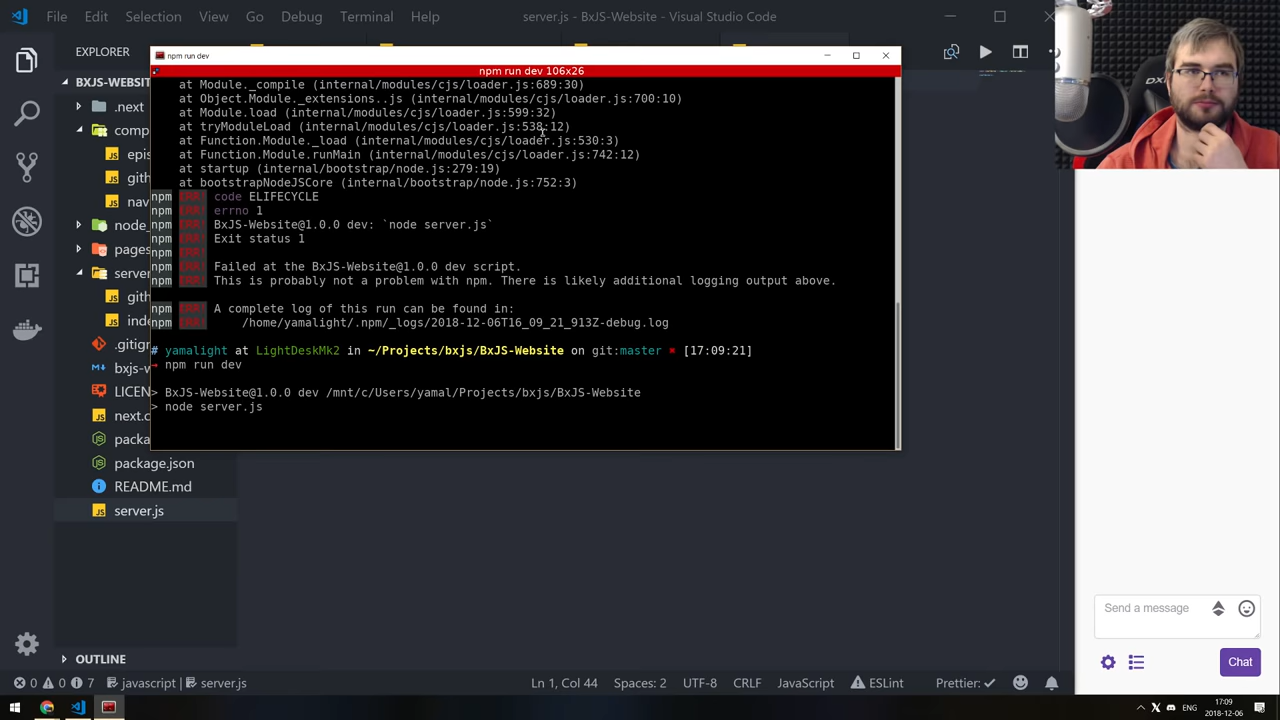 File Edit Selection View Go Debug Terminal Help
server.js - BxJS-Website - Visual Studio Code
EXPLORER
npm run dev
npm run dev 106x26
BXJS-WEBSIT
.next
comp
epis
gith
nav
node_
pages
server
gith
inde
.gitign
bxjs-w
LICEN
next.c
packa
package.json
README.md
server.js
OUTLINE
at Module._compile (internal/modules/cjs/loader.js:689:30)
at Object.Module._extensions..js (internal/modules/cjs/loader.js:700:10)
at Module.load (internal/modules/cjs/loader.js:599:32)
at tryModuleLoad (internal/modules/cjs/loader.js:538:12)
at Function.Module._load (internal/modules/cjs/loader.js:530:3)
at Function.Module.runMain (internal/modules/cjs/loader.js:742:12)
at startup (internal/bootstrap/node.js:279:19)
at bootstrapNodeJSCore (internal/bootstrap/node.js:752:3)
npm ERR! code ELIFECYCLE
npm ERR! errno 1
npm ERR! BxJS-Website@1.0.0 dev: `node server.js`
npm ERR! Exit status 1
npm ERR!
npm ERR! Failed at the BxJS-Website@1.0.0 dev script.
npm ERR! This is probably not a problem with npm. There is likely additional logging output above.
npm ERR! A complete log of this run can be found in:
npm ERR! /home/yamalight/.npm/_logs/2018-12-06T16_09_21_913Z-debug.log
# yamalight at LightDeskMk2 in ~/Projects/bxjs/BxJS-Website on git:master × [17:09:21]
→ npm run dev
> BxJS-Website@1.0.0 dev /mnt/c/Users/yamal/Projects/bxjs/BxJS-Website
> node server.js
Send a message
Chat
0 0 7 javascript | server.js
Ln 1, Col 44 Spaces: 2 UTF-8 CRLF JavaScript ESLint Prettier: ✓
ENG
17:09
2018-12-06